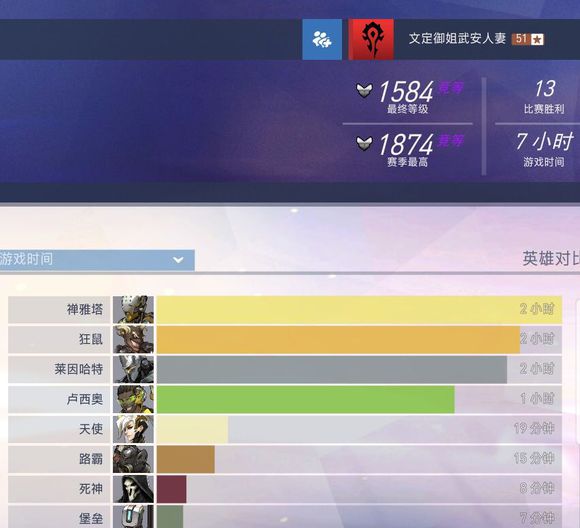 文定御姐武安人妻 51
1584 竞等
最终等级
13
比赛胜利
1874 竞等
赛季最高
7 小时
游戏时间
游戏时间
英雄对比
禅雅塔 2 小时
狂鼠 2 小时
莱因哈特 2 小时
卢西奥 1 小时
天使 19 分钟
路霸 15 分钟
死神 8 分钟
堡垒 7 分钟